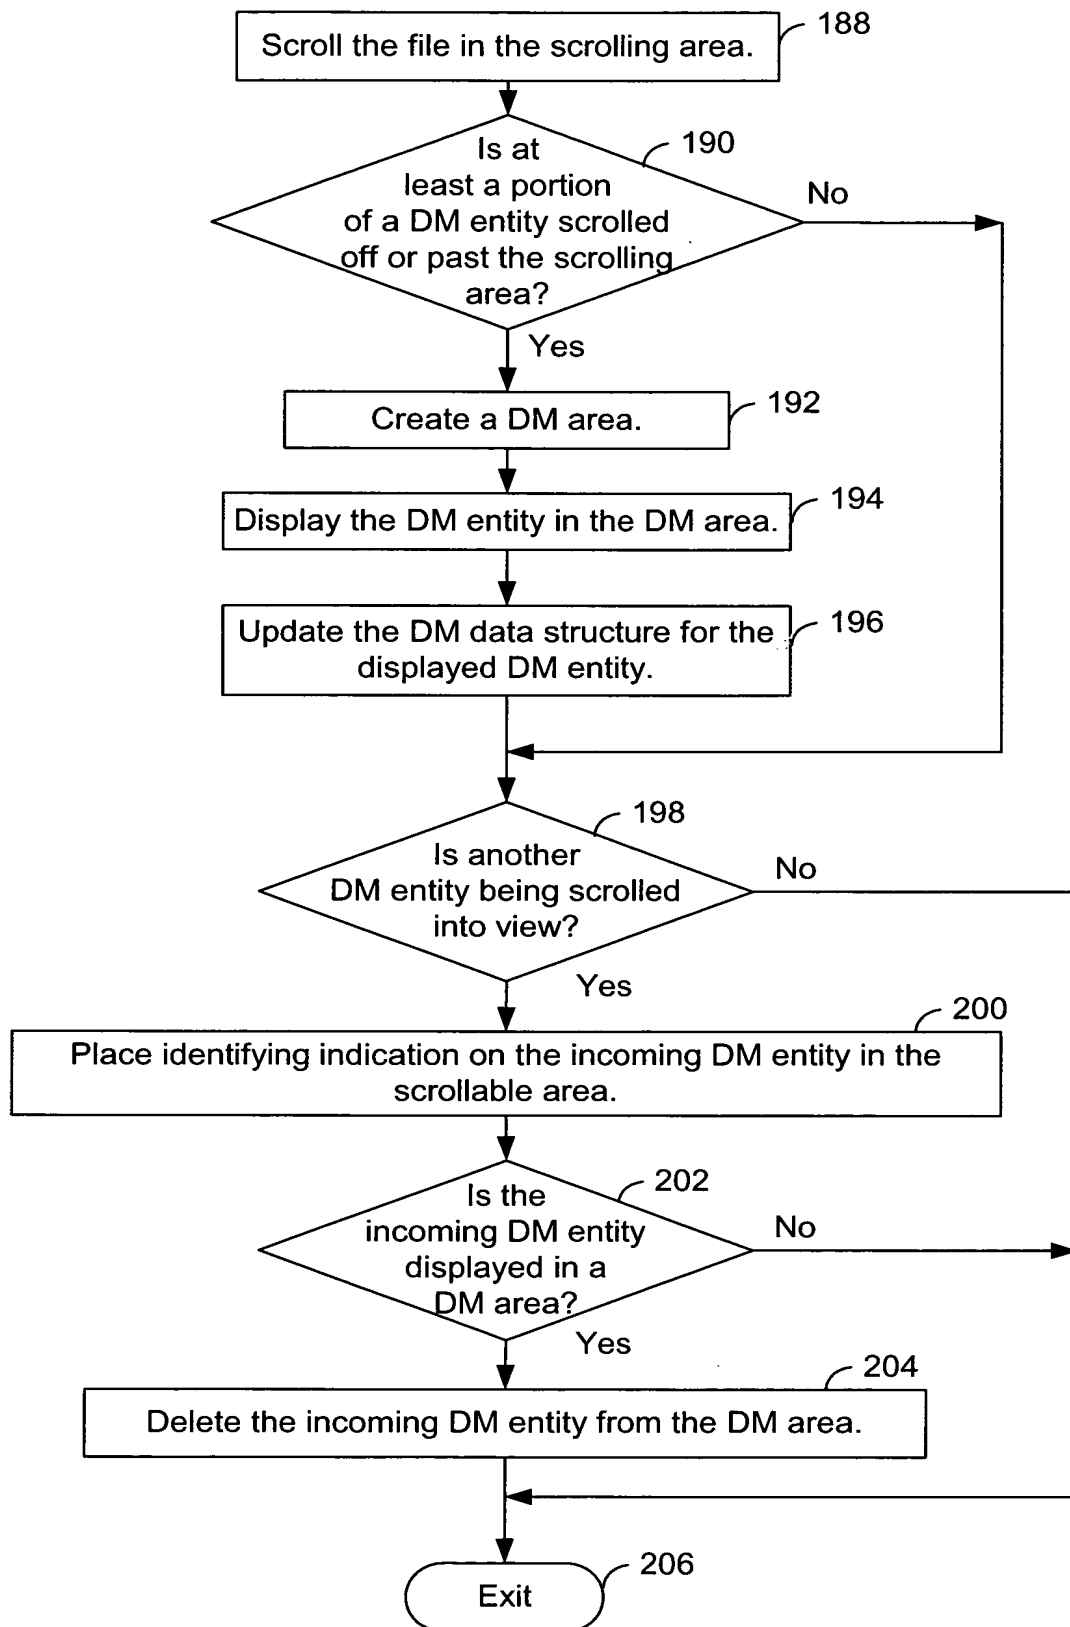 188
Scroll the file in the scrolling area.
190
Is at
least a portion
of a DM entity scrolled
off or past the scrolling
area?
No
Yes
192
Create a DM area.
194
Display the DM entity in the DM area.
196
Update the DM data structure for the
displayed DM entity.
198
Is another
DM entity being scrolled
into view?
No
Yes
200
Place identifying indication on the incoming DM entity in the
scrollable area.
202
Is the
incoming DM entity
displayed in a
DM area?
No
Yes
204
Delete the incoming DM entity from the DM area.
206
Exit